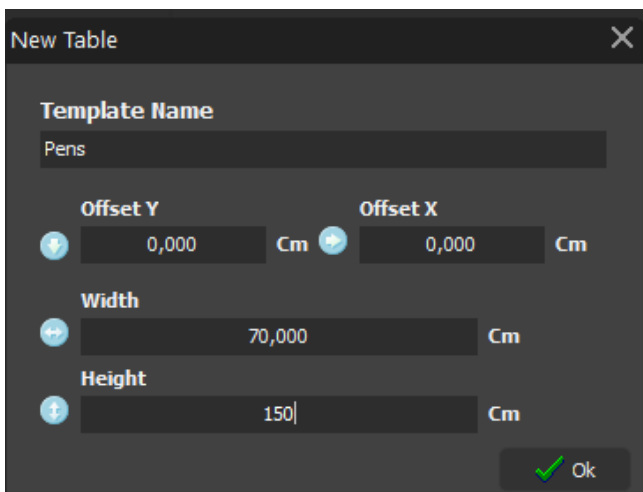 New Table
Template Name
Pens
Offset Y Offset X
0,000 Cm 0,000 Cm
Width
70,000 Cm
Height
150 Cm
Ok